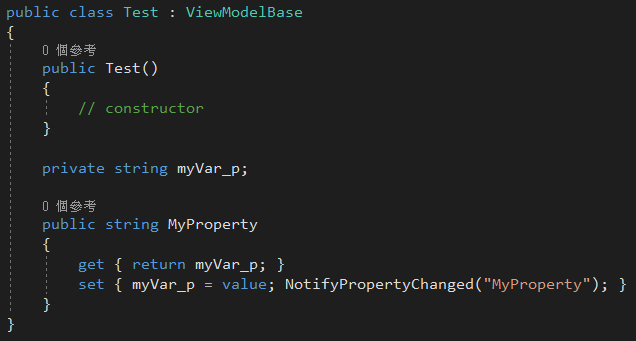 public class Test : ViewModelBase
{
0 個參考
public Test()
{
// constructor
}
private string myVar_p;
0 個參考
public string MyProperty
{
get { return myVar_p; }
set { myVar_p = value; NotifyPropertyChanged("MyProperty"); }
}
}